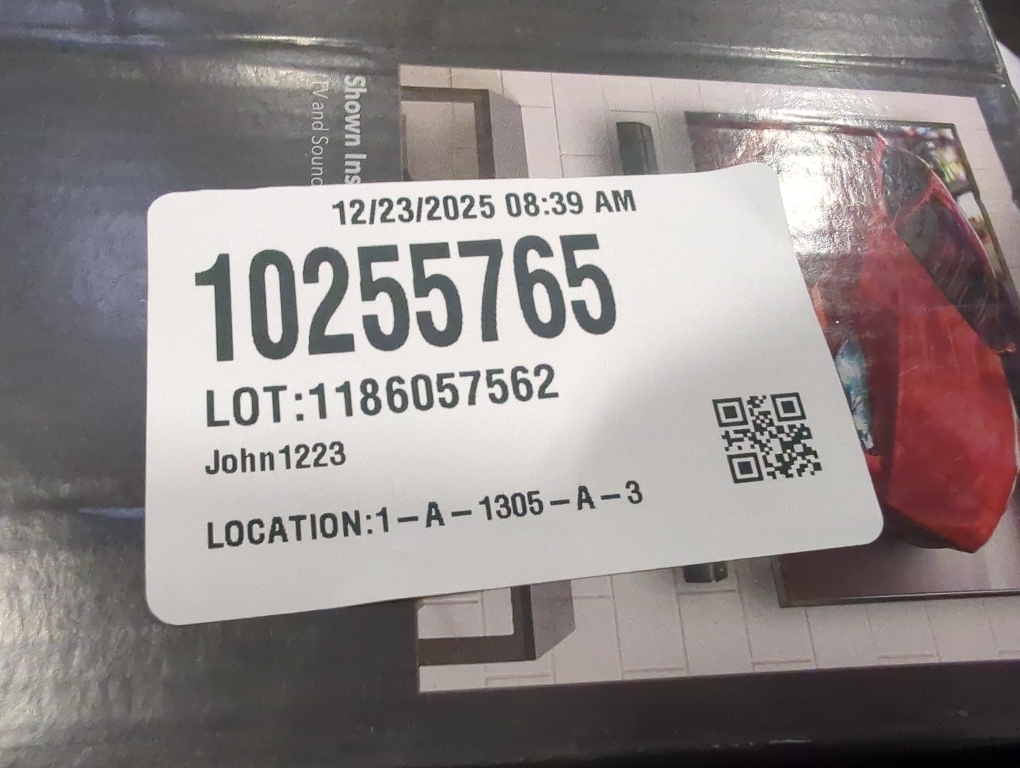 Shown Ins
TV and Sound
12/23/2025 08:39 AM
10255765
LOT:1186057562
John1223
LOCATION:1-A-1305-A-3